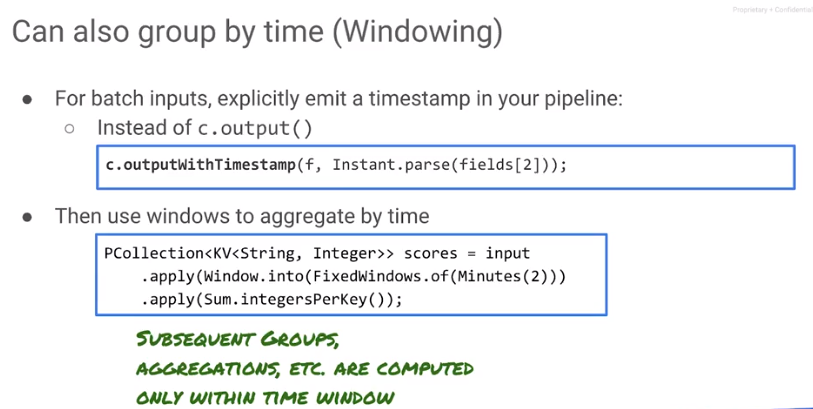 Proprietary + Confidential
Can also group by time (Windowing)
● For batch inputs, explicitly emit a timestamp in your pipeline:
○ Instead of c.output()
c.outputWithTimestamp(f, Instant.parse(fields[2]));
● Then use windows to aggregate by time
PCollection<KV<String, Integer>> scores = input
.apply(Window.into(FixedWindows.of(Minutes(2)))
.apply(Sum.integersPerKey());
SUBSEQUENT GROUPS,
AGGREGATIONS, ETC. ARE COMPUTED
ONLY WITHIN TIME WINDOW